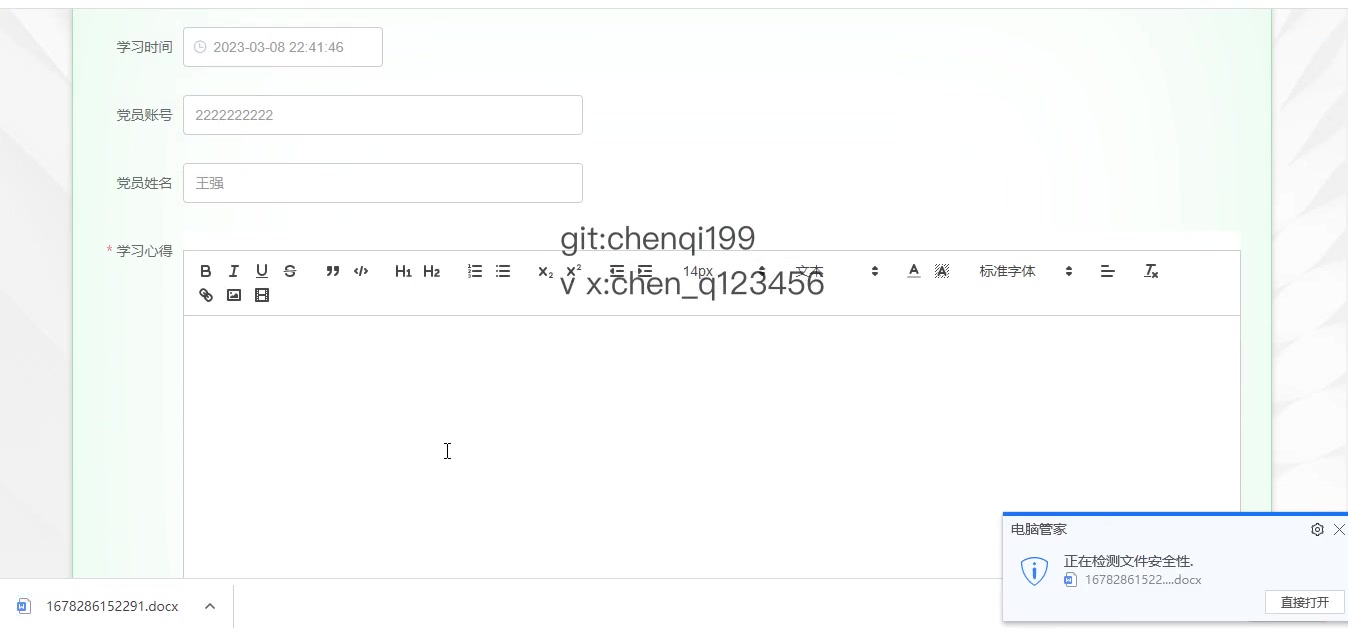 学习时间
2023-03-08 22:41:46
党员账号
2222222222
党员姓名
王强
* 学习心得
git:chenqi199
B I U S ” </> H1 H2 X2 X² 14px 文本 A A 标准字体 Tx
v x:chen_q123456
电脑管家
正在检测文件安全性.
16782861522....docx
直接打开
1678286152291.docx